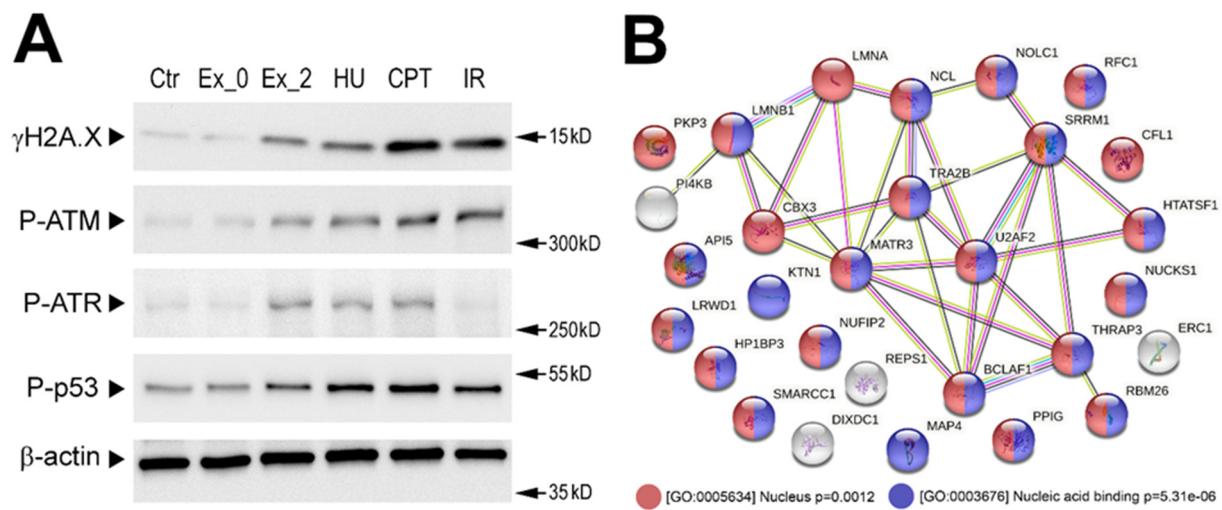 A
Ctr Ex_0 Ex_2 HU CPT IR
γH2A.X
15kD
P-ATM
300kD
P-ATR
250kD
P-p53
55kD
β-actin
35kD
B
LMNA
NOLC1
NCL
RFC1
LMNB1
SRRM1
PKP3
CFL1
PI4KB
TRA2B
CBX3
HTATSF1
API5
MATR3
U2AF2
KTN1
NUCKS1
LRWD1
NUFIP2
THRAP3
ERC1
HP1BP3
REPS1
BCLAF1
SMARCC1
RBM26
DIXDC1
MAP4
PPIG
[GO:0005634] Nucleus p=0.0012
[GO:0003676] Nucleic acid binding p=5.31e-06